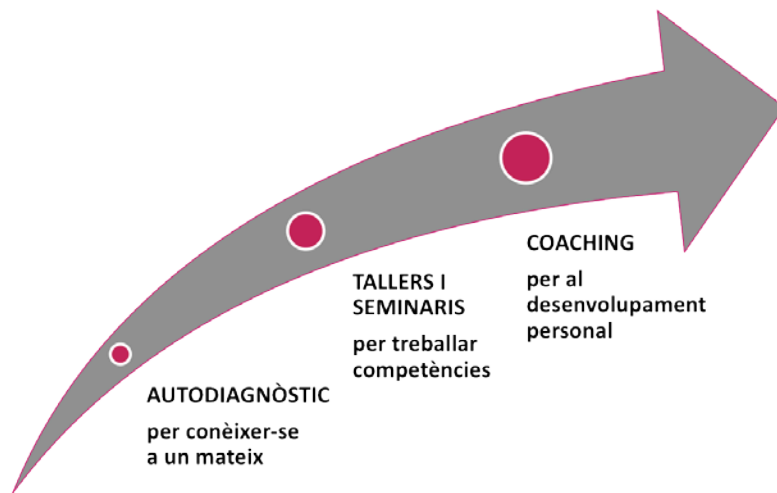 AUTODIAGNÒSTIC
per conèixer-se
a un mateix
TALLERS I
SEMINARIS
per treballar
competències
COACHING
per al
desenvolupament
personal